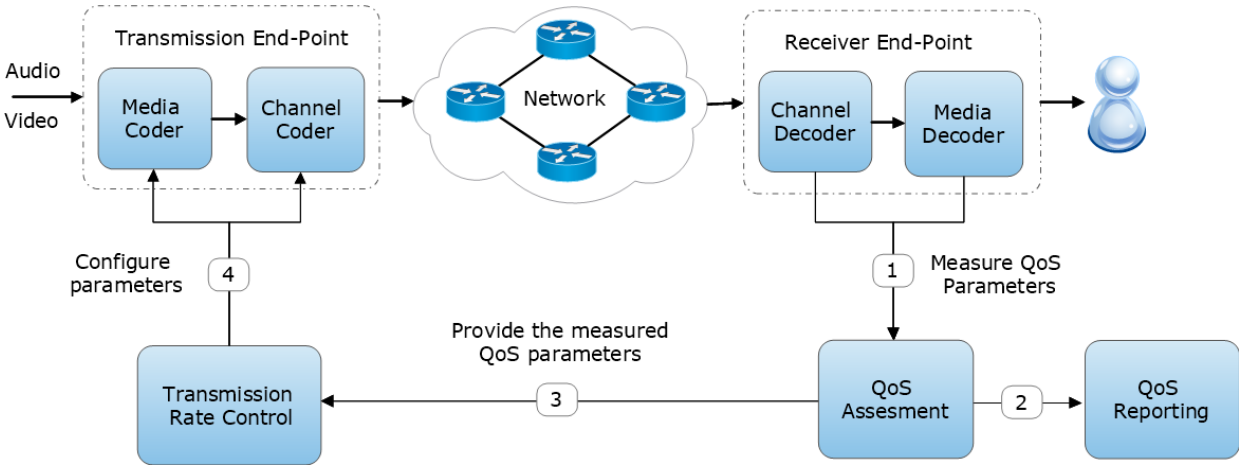 Transmission End-Point
Audio
Video
Media
Coder
Channel
Coder
Network
Receiver End-Point
Channel
Decoder
Media
Decoder
Configure
parameters
4
1
Measure QoS
Parameters
Provide the measured
QoS parameters
Transmission
Rate Control
3
QoS
Assesment
2
QoS
Reporting